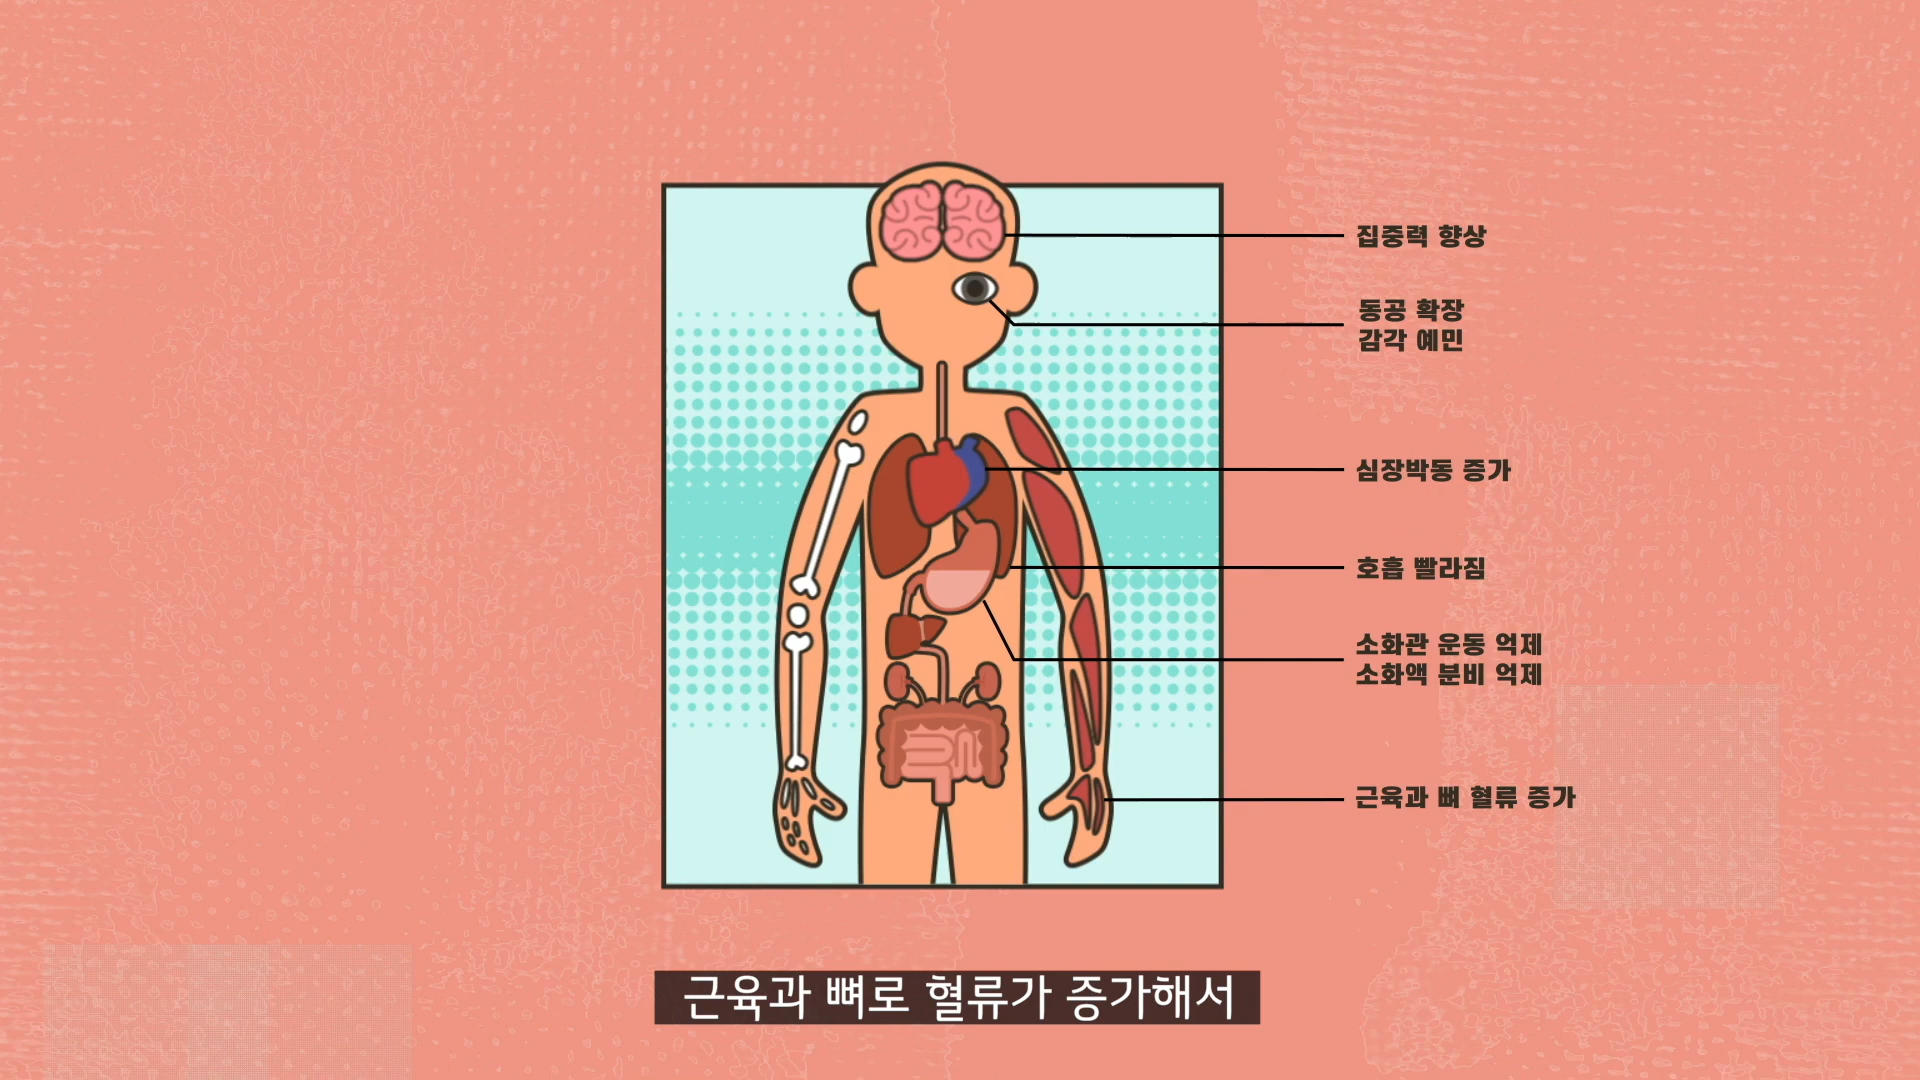 집중력 향상
동공 확장
감각 예민
심장박동 증가
호흡 빨라짐
소화관 운동 억제
소화액 분비 억제
근육과 뼈 혈류 증가
근육과 뼈로 혈류가 증가해서